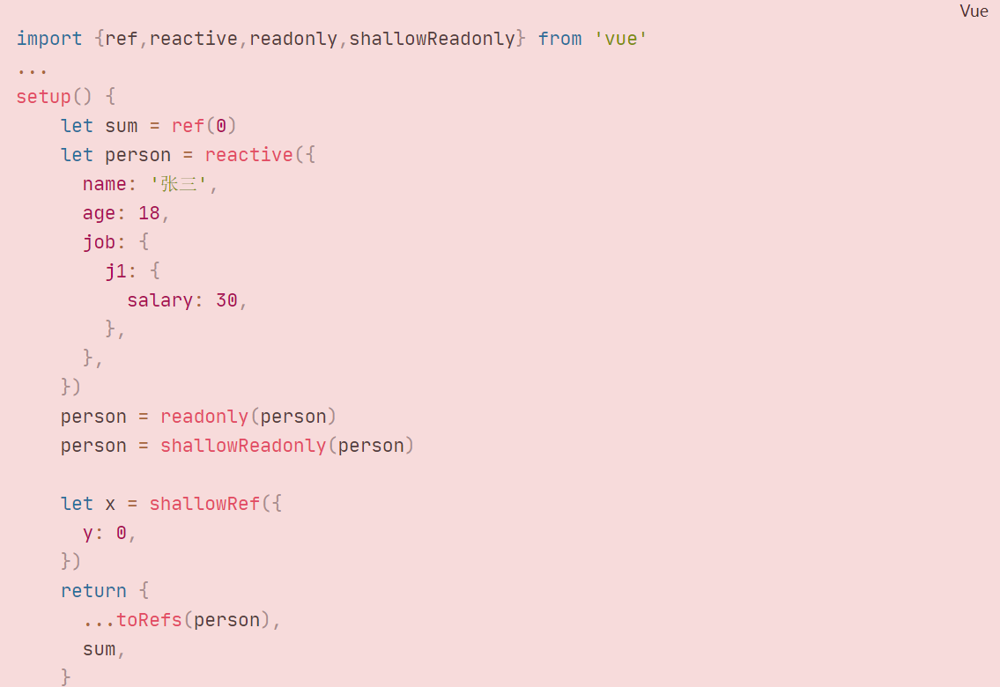 Vue
import {ref,reactive,readonly,shallowReadonly} from 'vue'
...
setup() {
    let sum = ref(0)
    let person = reactive({
      name: '张三',
      age: 18,
      job: {
        j1: {
          salary: 30,
        },
      },
    })
    person = readonly(person)
    person = shallowReadonly(person)

    let x = shallowRef({
      y: 0,
    })
    return {
      ...toRefs(person),
      sum,
    }